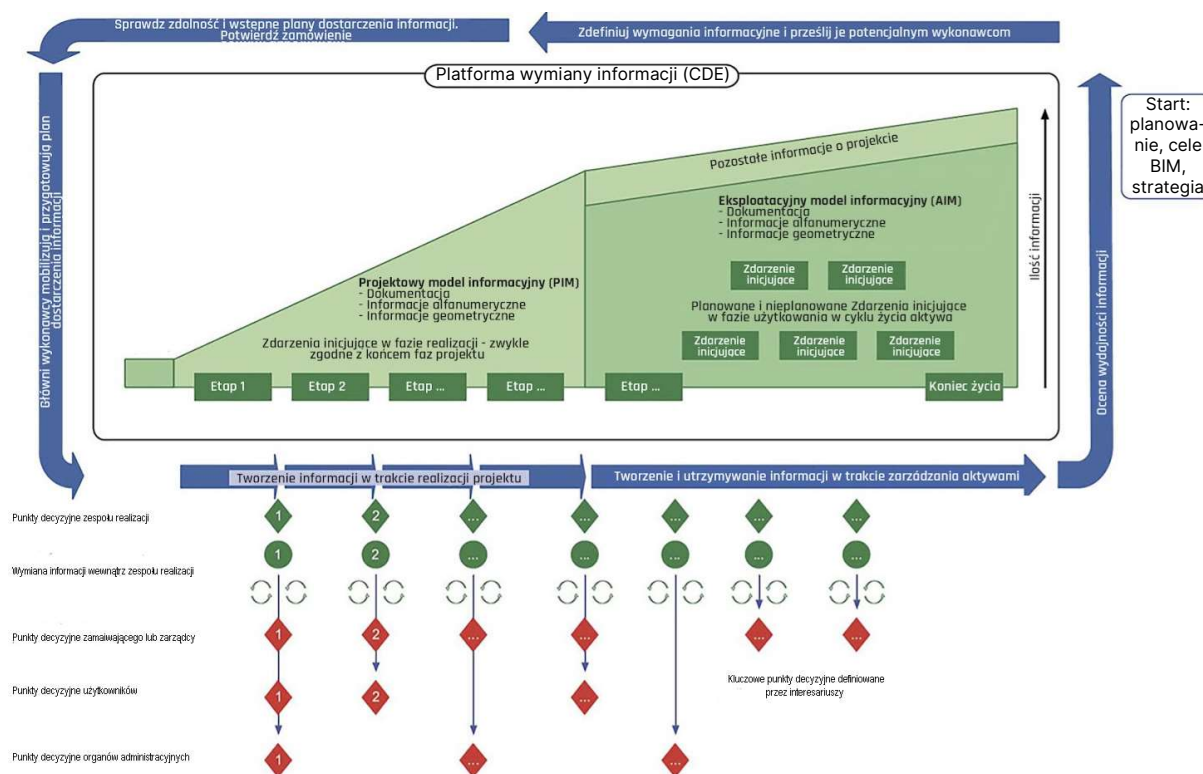 Sprawdz zdolność i wstępne plany dostarczenia informacji.
Potwierdź zamówienie
Zdefiniuj wymagania informacyjne i prześlij je potencjalnym wykonawcom
Platforma wymiany informacji (CDE)
Start:
planowa-
nie, cele
BIM,
strategia
Główni wykonawcy mobilizują i przygotowują plan
dostarczenia informacji
Pozostałe informacje o projekcie
Ilość informacji
Ocena wydajności informacji
Eksploatacyjny model informacyjny (AIM)
- Dokumentacja
- Informacje alfanumeryczne
- Informacje geometryczne
Zdarzenie
inicjujące
Zdarzenie
inicjujące
Projektowy model informacyjny (PIM)
- Dokumentacja
- Informacje alfanumeryczne
- Informacje geometryczne
Planowane i nieplanowane Zdarzenia inicjujące
w fazie użytkowania w cyklu życia aktywa
Zdarzenia inicjujące w fazie realizacji - zwykle
zgodne z końcem faz projektu
Zdarzenie
inicjujące
Zdarzenie
inicjujące
Zdarzenie
inicjujące
Etap 1
Etap 2
Etap ...
Etap ...
Etap ...
Koniec życia
Tworzenie informacji w trakcie realizacji projektu
Tworzenie i utrzymywanie informacji w trakcie zarządzania aktywami
Punkty decyzyjne zespołu realizacji
1 2 ... ... ... ... ...
Wymiana informacji wewnątrz zespołu realizacji
1 2 ... ... ... ... ...
Punkty decyzyjne zamaiwającego lub zarządcy
1 2 ... ... ... ...
Punkty decyzyjne użytkowników
1 2 ...
Kluczowe punkty decyzyjne definiowane
przez interesariuszy
Punkty decyzyjne organów administracyjnych
1 ... ...